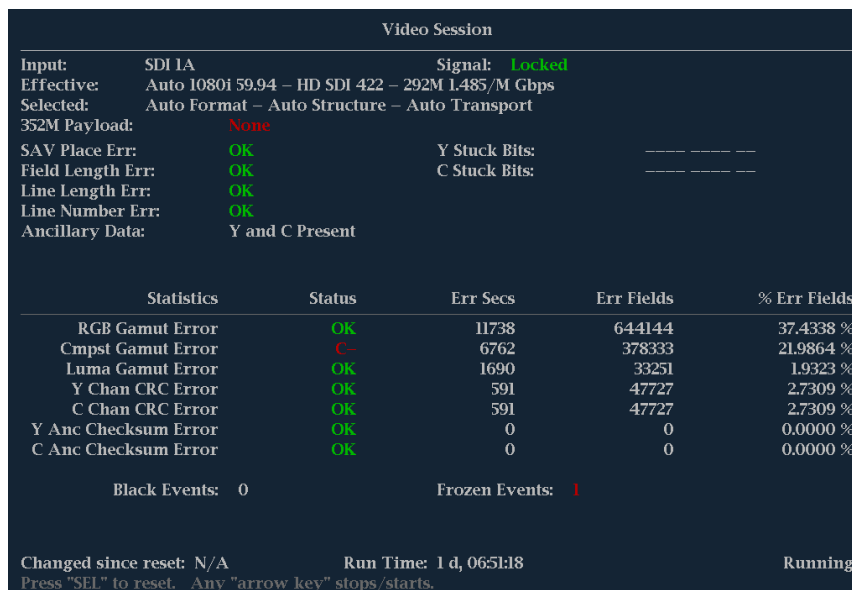 Video Session
Input: SDI 1A Signal: Locked
Effective: Auto 1080i 59.94 – HD SDI 422 – 292M 1.485/M Gbps
Selected: Auto Format – Auto Structure – Auto Transport
352M Payload: None
SAV Place Err: OK Y Stuck Bits: –––– –––– ––
Field Length Err: OK C Stuck Bits: –––– –––– ––
Line Length Err: OK
Line Number Err: OK
Ancillary Data: Y and C Present
Statistics Status Err Secs Err Fields % Err Fields
RGB Gamut Error OK 11738 644144 37.4338 %
Cmpst Gamut Error C– 6762 378333 21.9864 %
Luma Gamut Error OK 1690 33251 1.9323 %
Y Chan CRC Error OK 591 47727 2.7309 %
C Chan CRC Error OK 591 47727 2.7309 %
Y Anc Checksum Error OK 0 0 0.0000 %
C Anc Checksum Error OK 0 0 0.0000 %
Black Events: 0 Frozen Events: 1
Changed since reset: N/A Run Time: 1 d, 06:51:18 Running
Press "SEL" to reset. Any "arrow key" stops/starts.